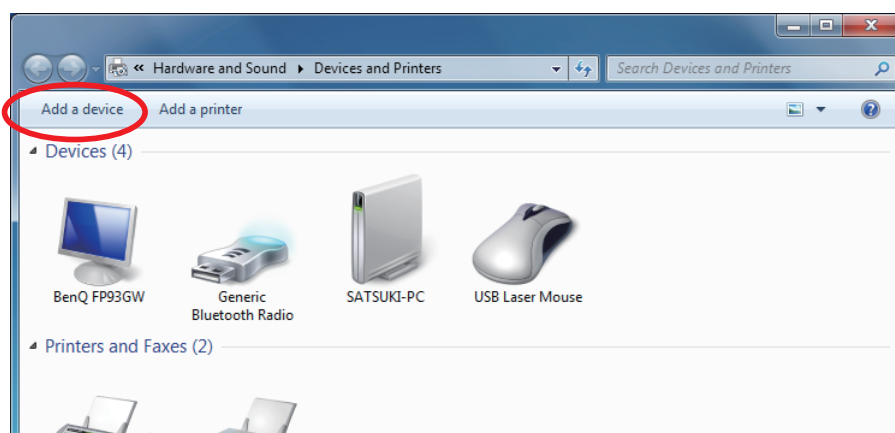 « Hardware and Sound ▸ Devices and Printers
Search Devices and Printers
Add a device Add a printer
Devices (4)
BenQ FP93GW Generic Bluetooth Radio SATSUKI-PC USB Laser Mouse
Printers and Faxes (2)